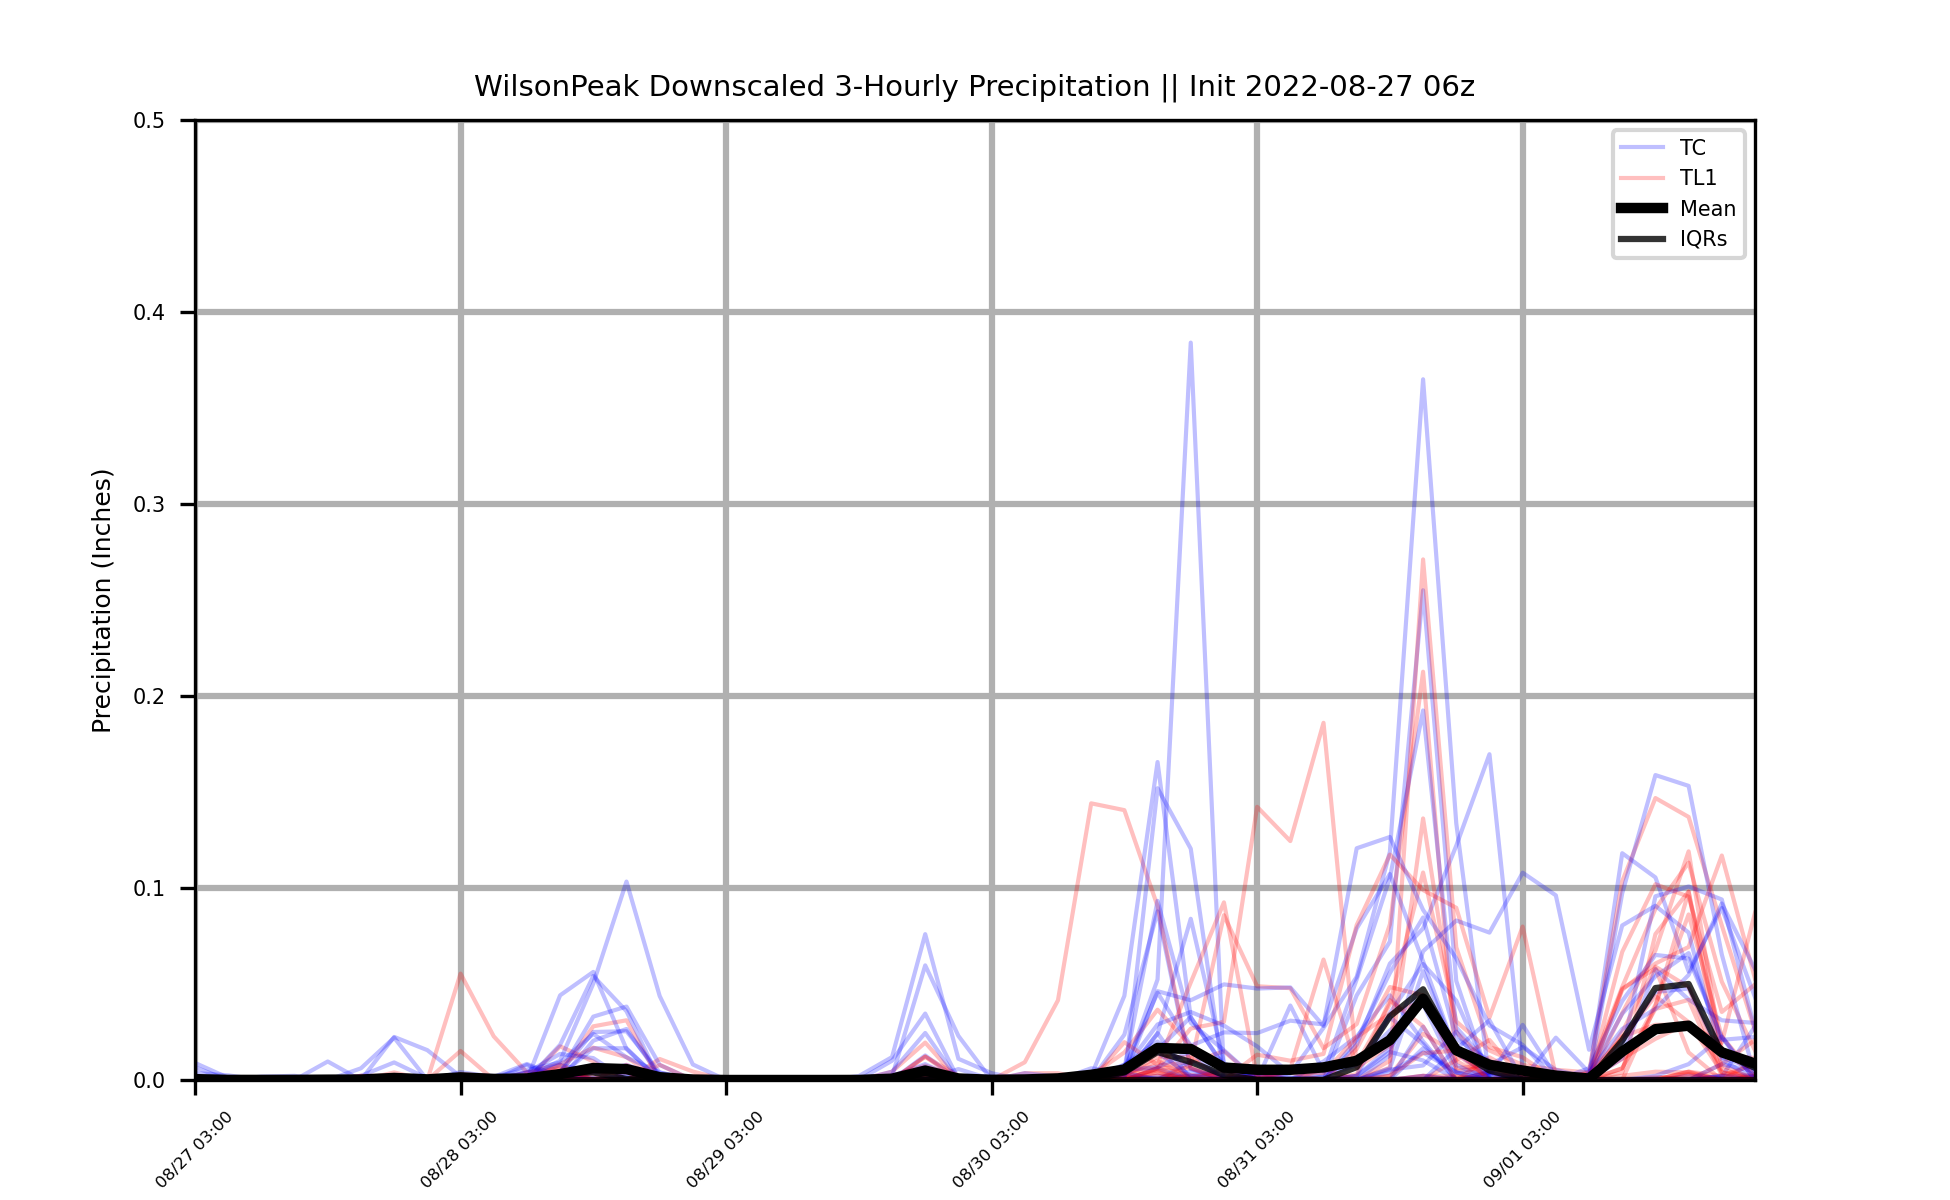 WilsonPeak Downscaled 3-Hourly Precipitation || Init 2022-08-27 06z
Precipitation (Inches)
0.5
0.4
0.3
0.2
0.1
0.0
TC
TL1
Mean
IQRs
08/27 03:00
08/28 03:00
08/29 03:00
08/30 03:00
08/31 03:00
09/01 03:00